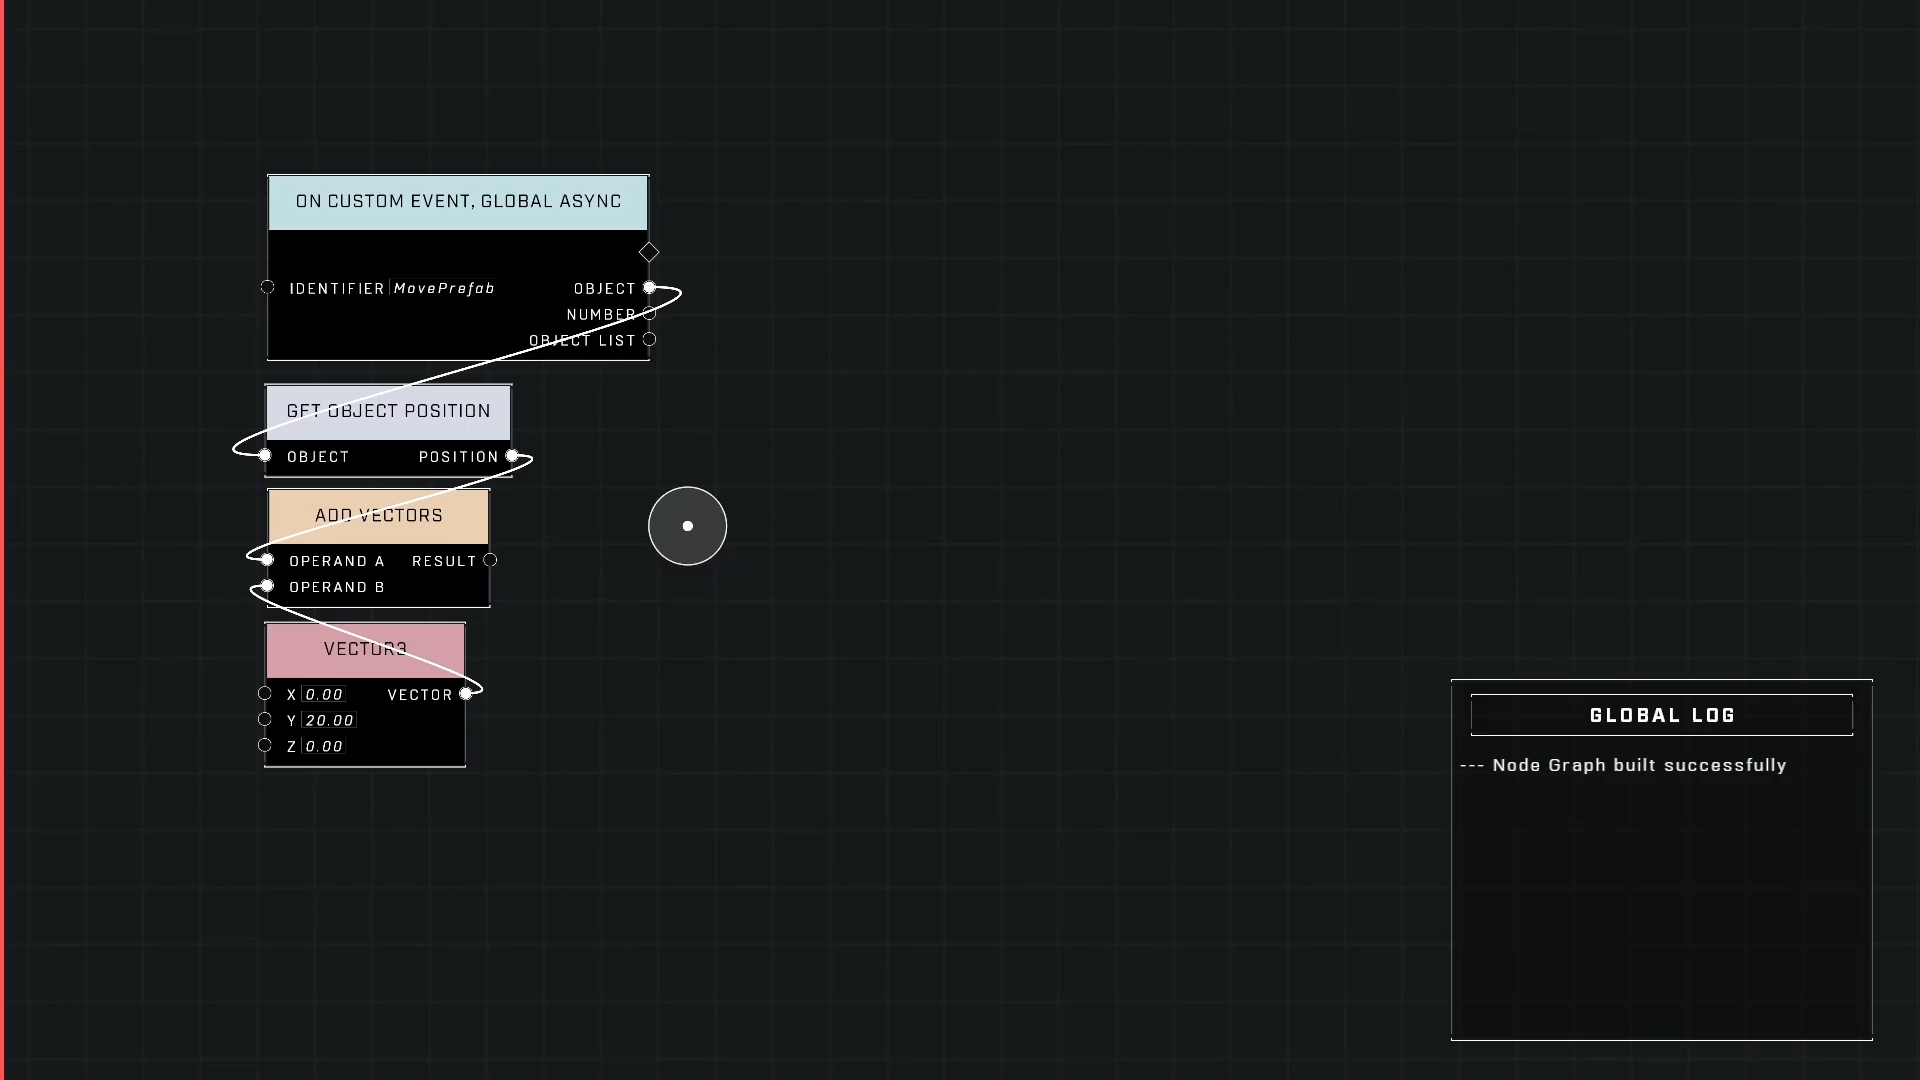 ON CUSTOM EVENT, GLOBAL ASYNC
IDENTIFIER MovePrefab OBJECT
NUMBER
OBJECT LIST
GET OBJECT POSITION
OBJECT POSITION
ADD VECTORS
OPERAND A RESULT
OPERAND B
VECTOR3
X 0.00 VECTOR
Y 20.00
Z 0.00
GLOBAL LOG
--- Node Graph built successfully